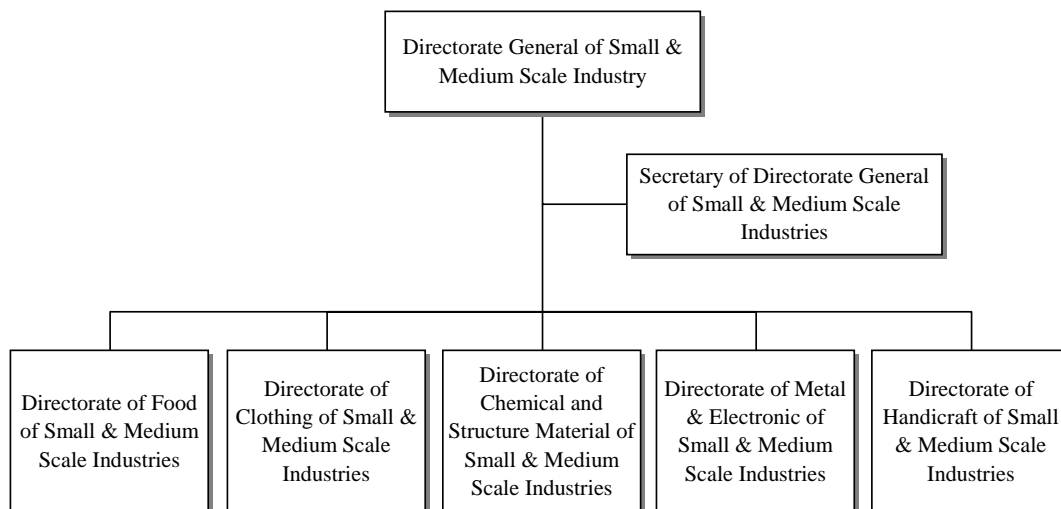 Directorate General of Small &
Medium Scale Industry
Secretary of Directorate General
of Small & Medium Scale
Industries
Directorate of Food
of Small & Medium
Scale Industries
Directorate of
Clothing of Small &
Medium Scale
Industries
Directorate of
Chemical and
Structure Material of
Small & Medium
Scale Industries
Directorate of Metal
& Electronic of
Small & Medium
Scale Industries
Directorate of
Handicraft of Small
& Medium Scale
Industries